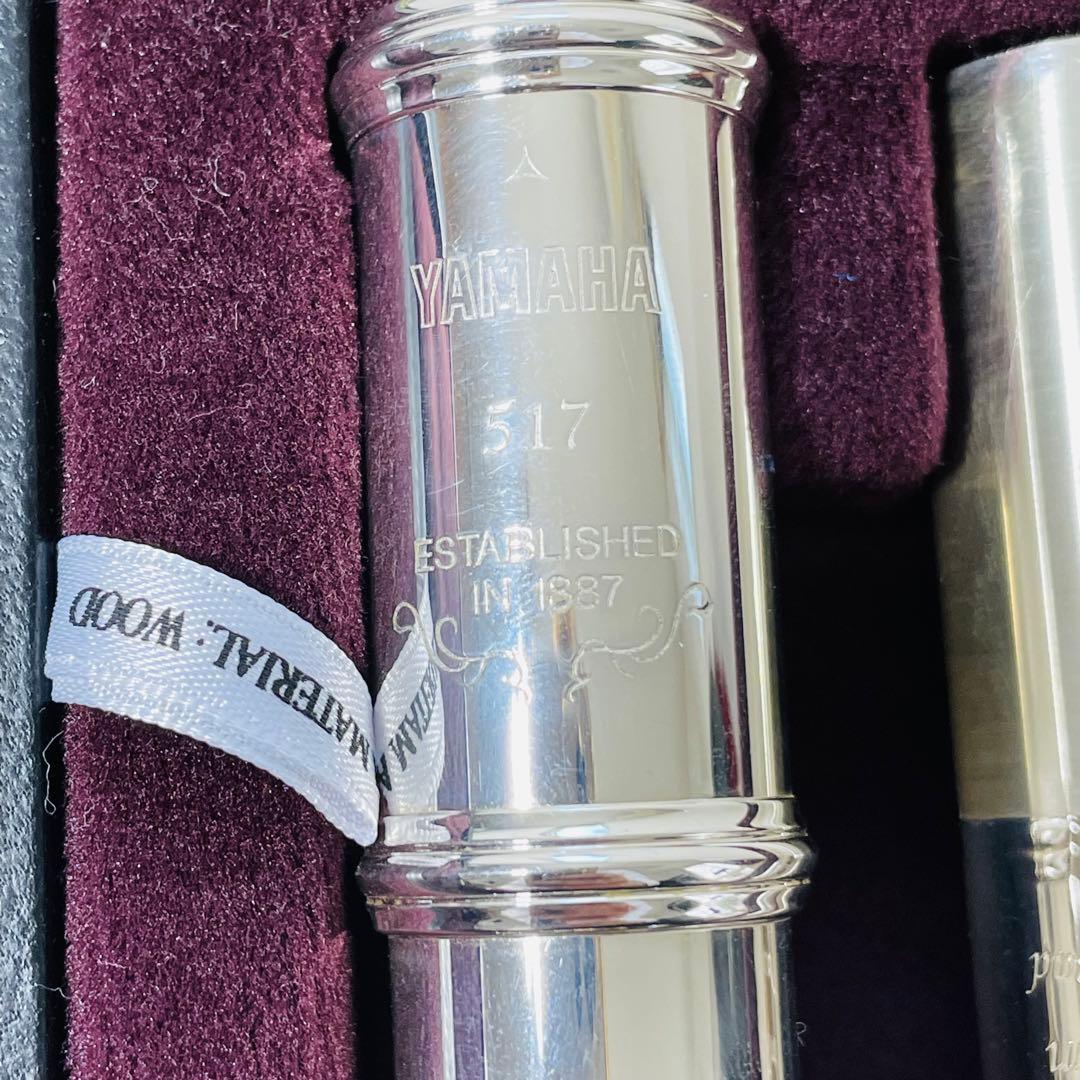 YAMAHA
517
ESTABLISHED
IN 1887
MATERIAL: WOOD